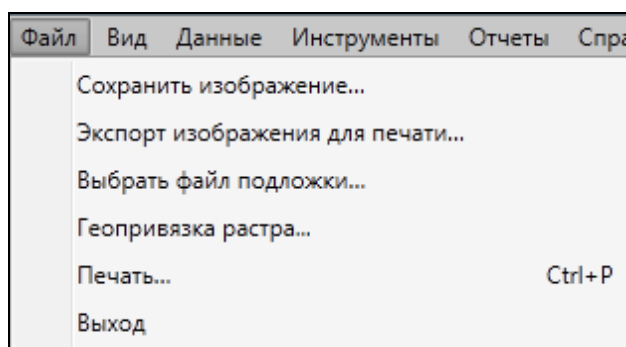 Файл Вид Данные Инструменты Отчеты
Сохранить изображение...
Экспорт изображения для печати...
Выбрать файл подложки...
Геопривязка растра...
Печать... Ctrl+P
Выход